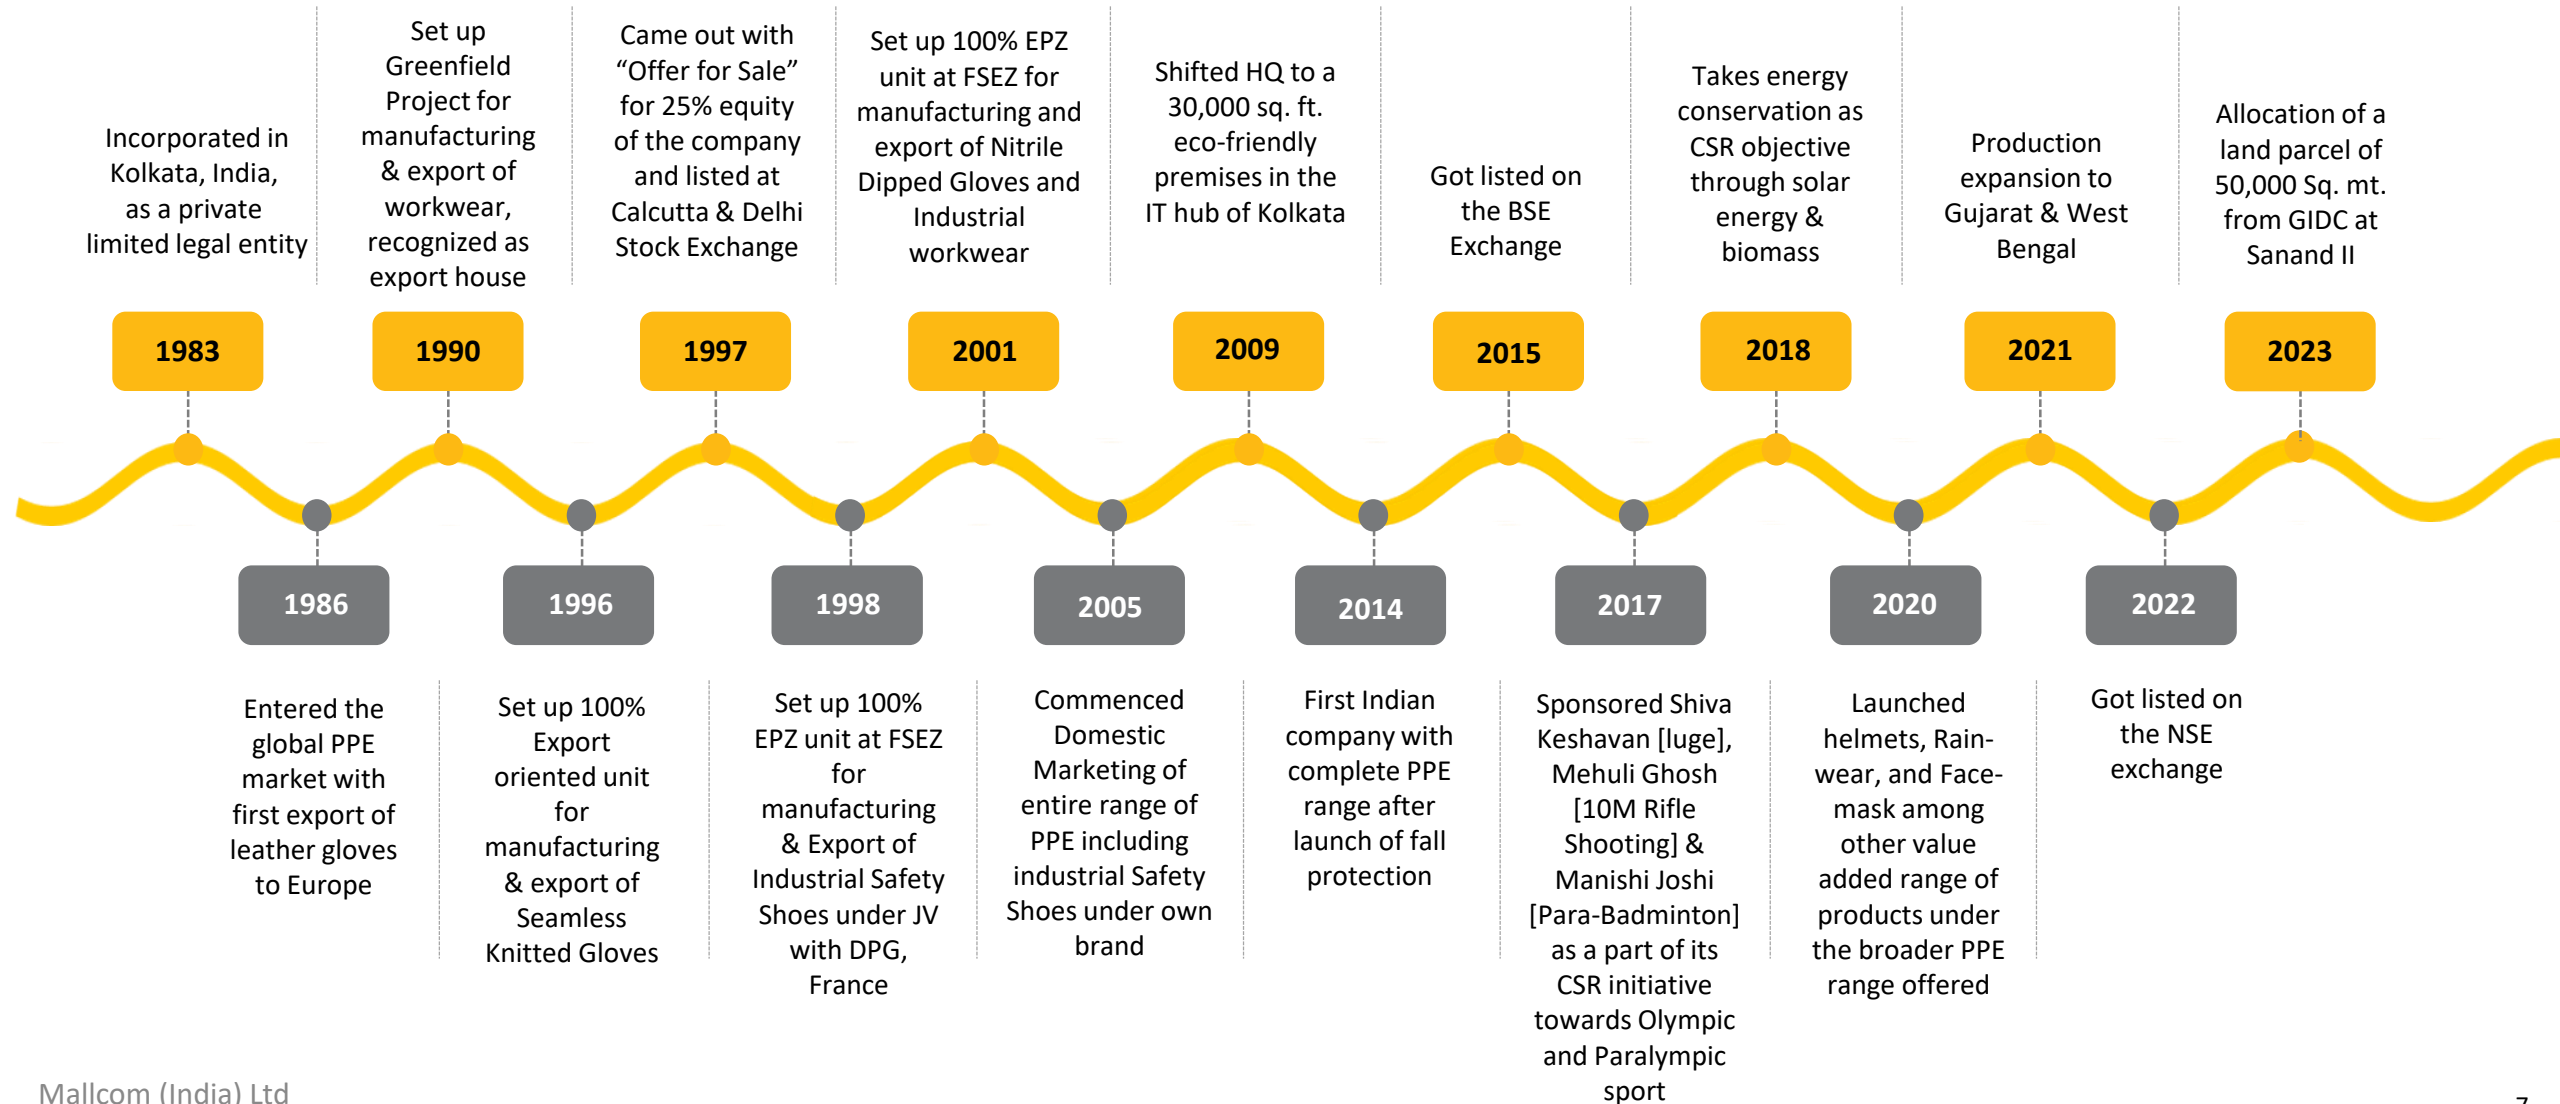 Incorporated in
Kolkata, India,
as a private
limited legal entity
Set up
Greenfield
Project for
manufacturing
& export of
workwear,
recognized as
export house
Came out with
“Offer for Sale”
for 25% equity
of the company
and listed at
Calcutta & Delhi
Stock Exchange
Set up 100% EPZ
unit at FSEZ for
manufacturing and
export of Nitrile
Dipped Gloves and
Industrial
workwear
Shifted HQ to a
30,000 sq. ft.
eco-friendly
premises in the
IT hub of Kolkata
Got listed on
the BSE
Exchange
Takes energy
conservation as
CSR objective
through solar
energy &
biomass
Production
expansion to
Gujarat & West
Bengal
Allocation of a
land parcel of
50,000 Sq. mt.
from GIDC at
Sanand II
1983
1990
1997
2001
2009
2015
2018
2021
2023
1986
1996
1998
2005
2014
2017
2020
2022
Entered the
global PPE
market with
first export of
leather gloves
to Europe
Set up 100%
Export
oriented unit
for
manufacturing
& export of
Seamless
Knitted Gloves
Set up 100%
EPZ unit at FSEZ
for
manufacturing
& Export of
Industrial Safety
Shoes under JV
with DPG,
France
Commenced
Domestic
Marketing of
entire range of
PPE including
industrial Safety
Shoes under own
brand
First Indian
company with
complete PPE
range after
launch of fall
protection
Sponsored Shiva
Keshavan [luge],
Mehuli Ghosh
[10M Rifle
Shooting] &
Manishi Joshi
[Para-Badminton]
as a part of its
CSR initiative
towards Olympic
and Paralympic
sport
Launched
helmets, Rain-
wear, and Face-
mask among
other value
added range of
products under
the broader PPE
range offered
Got listed on
the NSE
exchange
Mallcom (India) Ltd
7